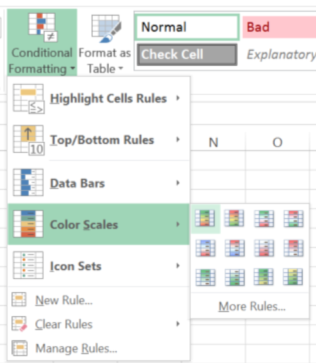 Normal
Bad
Conditional Formatting
Format as Table
Check Cell
Explanatory
Highlight Cells Rules
N
O
Top/Bottom Rules
10
Data Bars
Color Scales
Icon Sets
More Rules...
New Rule...
Clear Rules
Manage Rules...